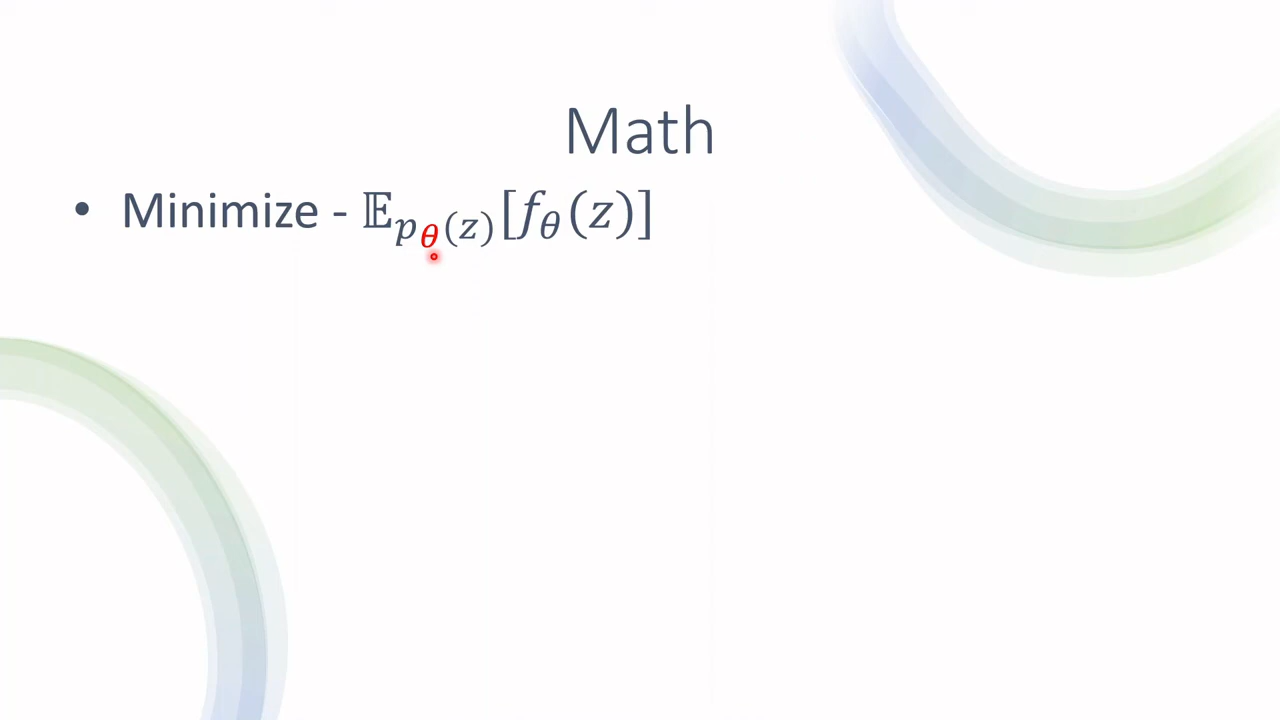 Math
• Minimize - 𝔼_{p_θ(z)}[f_θ(z)]